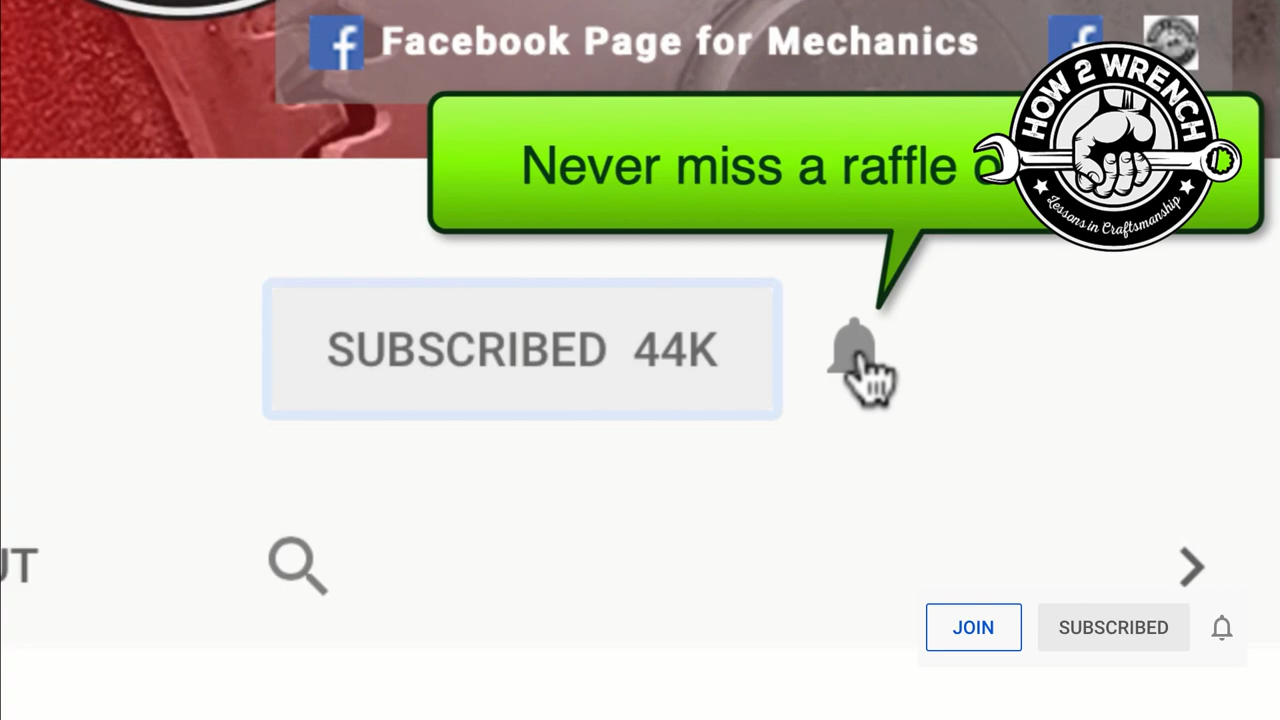 Facebook Page for Mechanics
HOW 2 WRENCH
Never miss a raffle
Lessons in Craftsmanship
SUBSCRIBED 44K
JOIN SUBSCRIBED